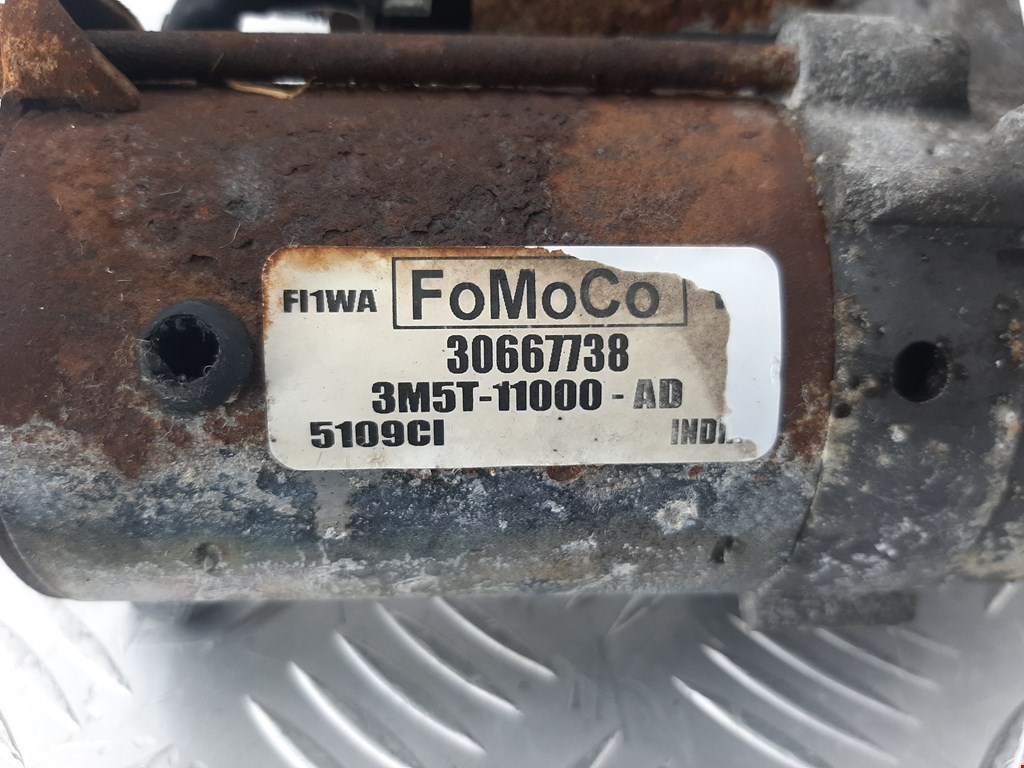 FI1WA FoMoCo
30667738
3M5T-11000 - AD
5109CI